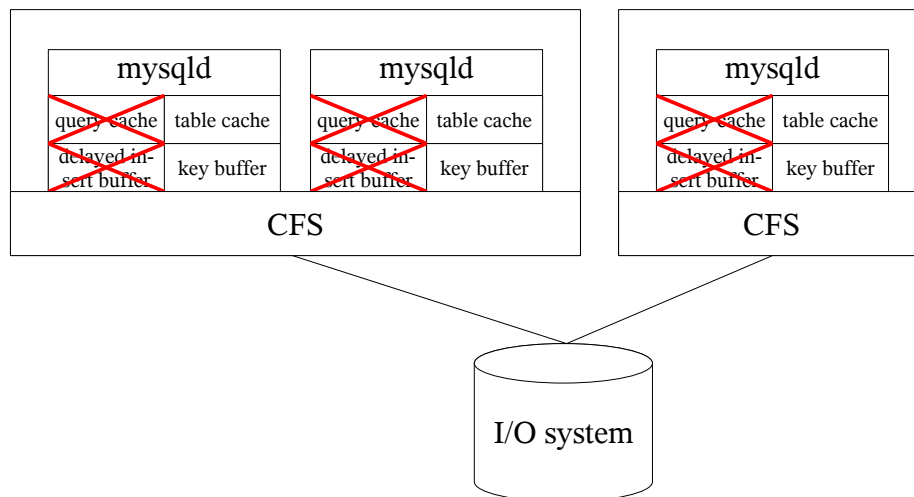 mysqld
mysqld
mysqld
query cache
table cache
query cache
table cache
query cache
table cache
delayed in-
sert buffer
key buffer
delayed in-
sert buffer
key buffer
delayed in-
sert buffer
key buffer
CFS
CFS
I/O system